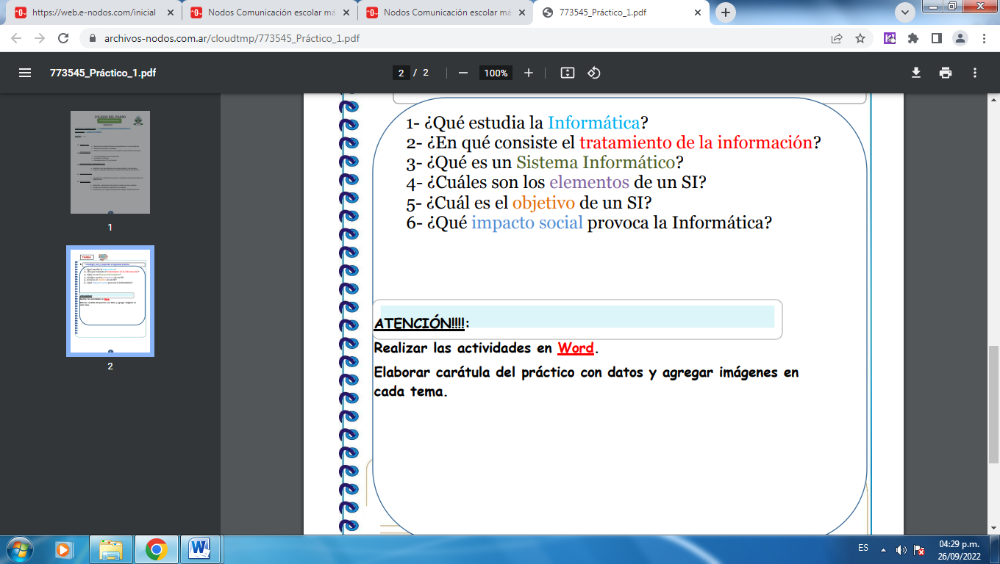 https://web.e-nodos.com/inicial
Nodos Comunicación escolar má
Nodos Comunicación escolar má
773545_Práctico_1.pdf
archivos-nodos.com.ar/cloudtmp/773545_Práctico_1.pdf
773545_Práctico_1.pdf
2 / 2
100%
COLEGIO DEL PRADO
1
TAREA
2
1- ¿Qué estudia la Informática?
2- ¿En qué consiste el tratamiento de la información?
3- ¿Qué es un Sistema Informático?
4- ¿Cuáles son los elementos de un SI?
5- ¿Cuál es el objetivo de un SI?
6- ¿Qué impacto social provoca la Informática?
ATENCIÓN!!!!:
Realizar las actividades en Word.
Elaborar carátula del práctico con datos y agregar imágenes en
cada tema.
ES
04:29 p.m.
26/09/2022